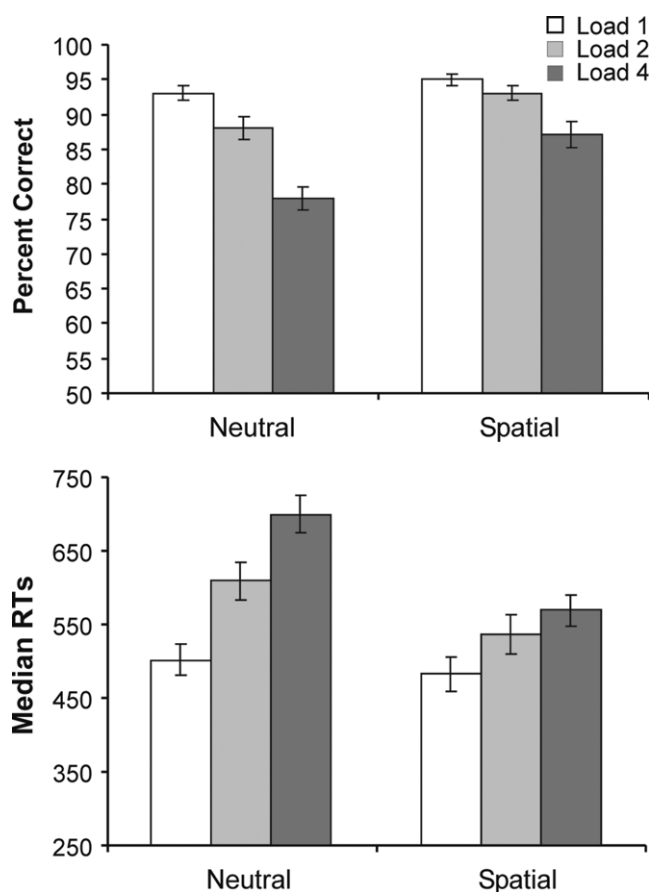 Load 1
Load 2
Load 4
Percent Correct
100
95
90
85
80
75
70
65
60
55
50
Neutral Spatial
Median RTs
750
650
550
450
350
250
Neutral Spatial